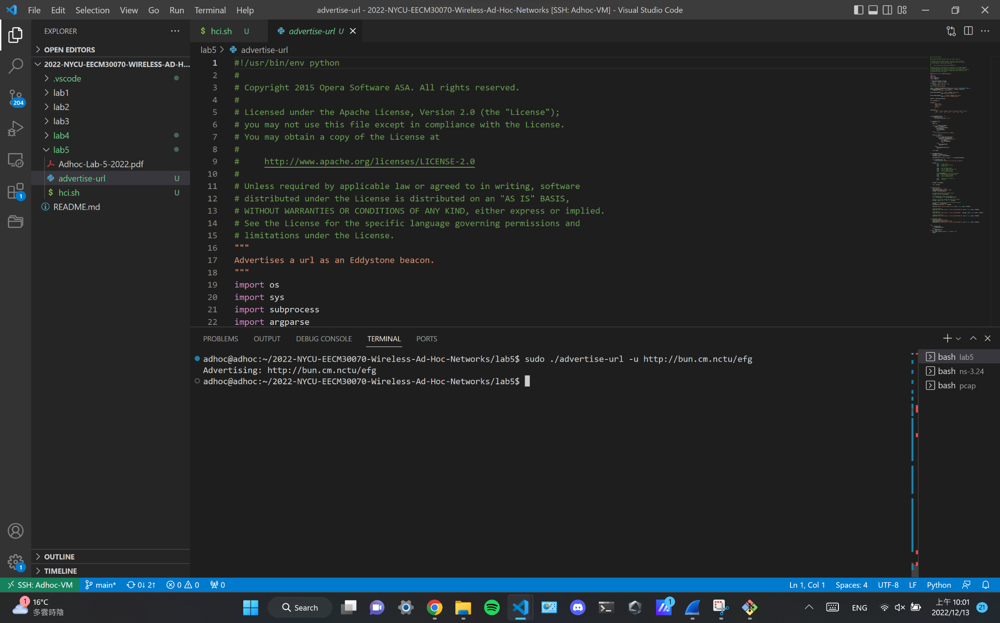 File Edit Selection View Go Run Terminal Help
advertise-url - 2022-NYCU-EECM30070-Wireless-Ad-Hoc-Networks [SSH: Adhoc-VM] - Visual Studio Code
EXPLORER
OPEN EDITORS
2022-NYCU-EECM30070-WIRELESS-AD-H...
.vscode
lab1
lab2
lab3
lab4
lab5
Adhoc-Lab-5-2022.pdf
advertise-url U
$ hci.sh U
README.md
OUTLINE
TIMELINE
204
1
1
$ hci.sh U
advertise-url U
lab5 > advertise-url
1 #!/usr/bin/env python
2 #
3 # Copyright 2015 Opera Software ASA. All rights reserved.
4 #
5 # Licensed under the Apache License, Version 2.0 (the "License");
6 # you may not use this file except in compliance with the License.
7 # You may obtain a copy of the License at
8 #
9 #     http://www.apache.org/licenses/LICENSE-2.0
10 #
11 # Unless required by applicable law or agreed to in writing, software
12 # distributed under the License is distributed on an "AS IS" BASIS,
13 # WITHOUT WARRANTIES OR CONDITIONS OF ANY KIND, either express or implied.
14 # See the License for the specific language governing permissions and
15 # limitations under the License.
16 """
17 Advertises a url as an Eddystone beacon.
18 """
19 import os
20 import sys
21 import subprocess
22 import argparse
PROBLEMS OUTPUT DEBUG CONSOLE TERMINAL PORTS
adhoc@adhoc:~/2022-NYCU-EECM30070-Wireless-Ad-Hoc-Networks/lab5$ sudo ./advertise-url -u http://bun.cm.nctu/efg
Advertising: http://bun.cm.nctu/efg
adhoc@adhoc:~/2022-NYCU-EECM30070-Wireless-Ad-Hoc-Networks/lab5$
bash lab5
bash ns-3.24
bash pcap
SSH: Adhoc-VM main* 0↓ 2↑ 0 0 0
Ln 1, Col 1 Spaces: 4 UTF-8 LF Python
1
16°C
多雲時陰
Search
1
ENG
上午 10:01
2022/12/13
21